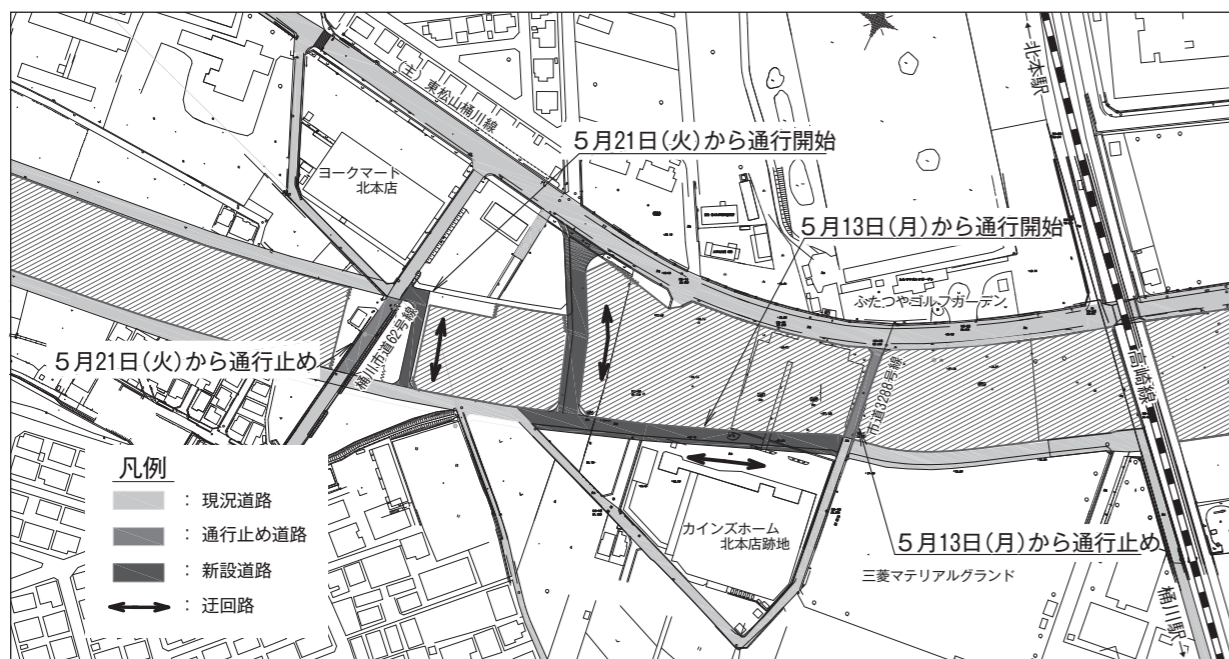 ←北本駅
主
東松山桶川線
5月21日(火)から通行開始
ヨークマート
北本店
5月13日(月)から通行開始
ふたつやゴルフガーデン
5月21日(火)から通行止め
桶川市道62号線
市道3288号線
高崎線
凡例
: 現況道路
: 通行止め道路
: 新設道路
: 迂回路
カインズホーム
北本店跡地
5月13日(月)から通行止め
三菱マテリアルグランド
桶川駅→